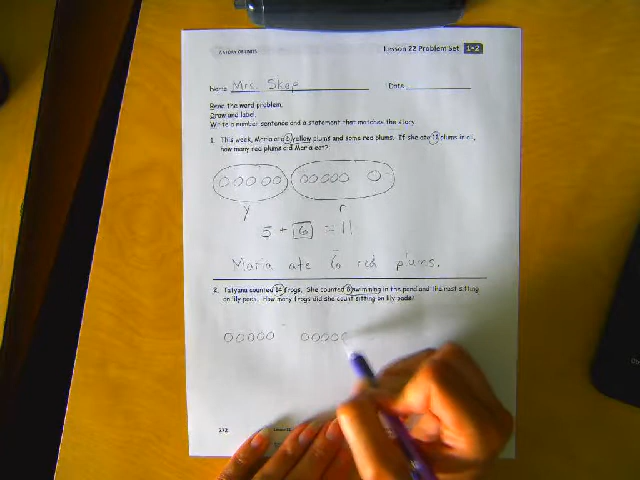 A STORY OF UNITS
Lesson 22 Problem Set 1•2
Name Mrs. Skop Date
Read the word problem.
Draw and label.
Write a number sentence and a statement that matches the story.
1. This week, Maria ate 5 yellow plums and some red plums. If she ate 11 plums in all,
how many red plums did Maria eat?
y r
5 + 6 = 11
Maria ate 6 red plums.
2. Tatyana counted frogs. She counted swimming in the pond and the rest sitting
on lily pads. How many frogs did she count sitting on lily pads?
272